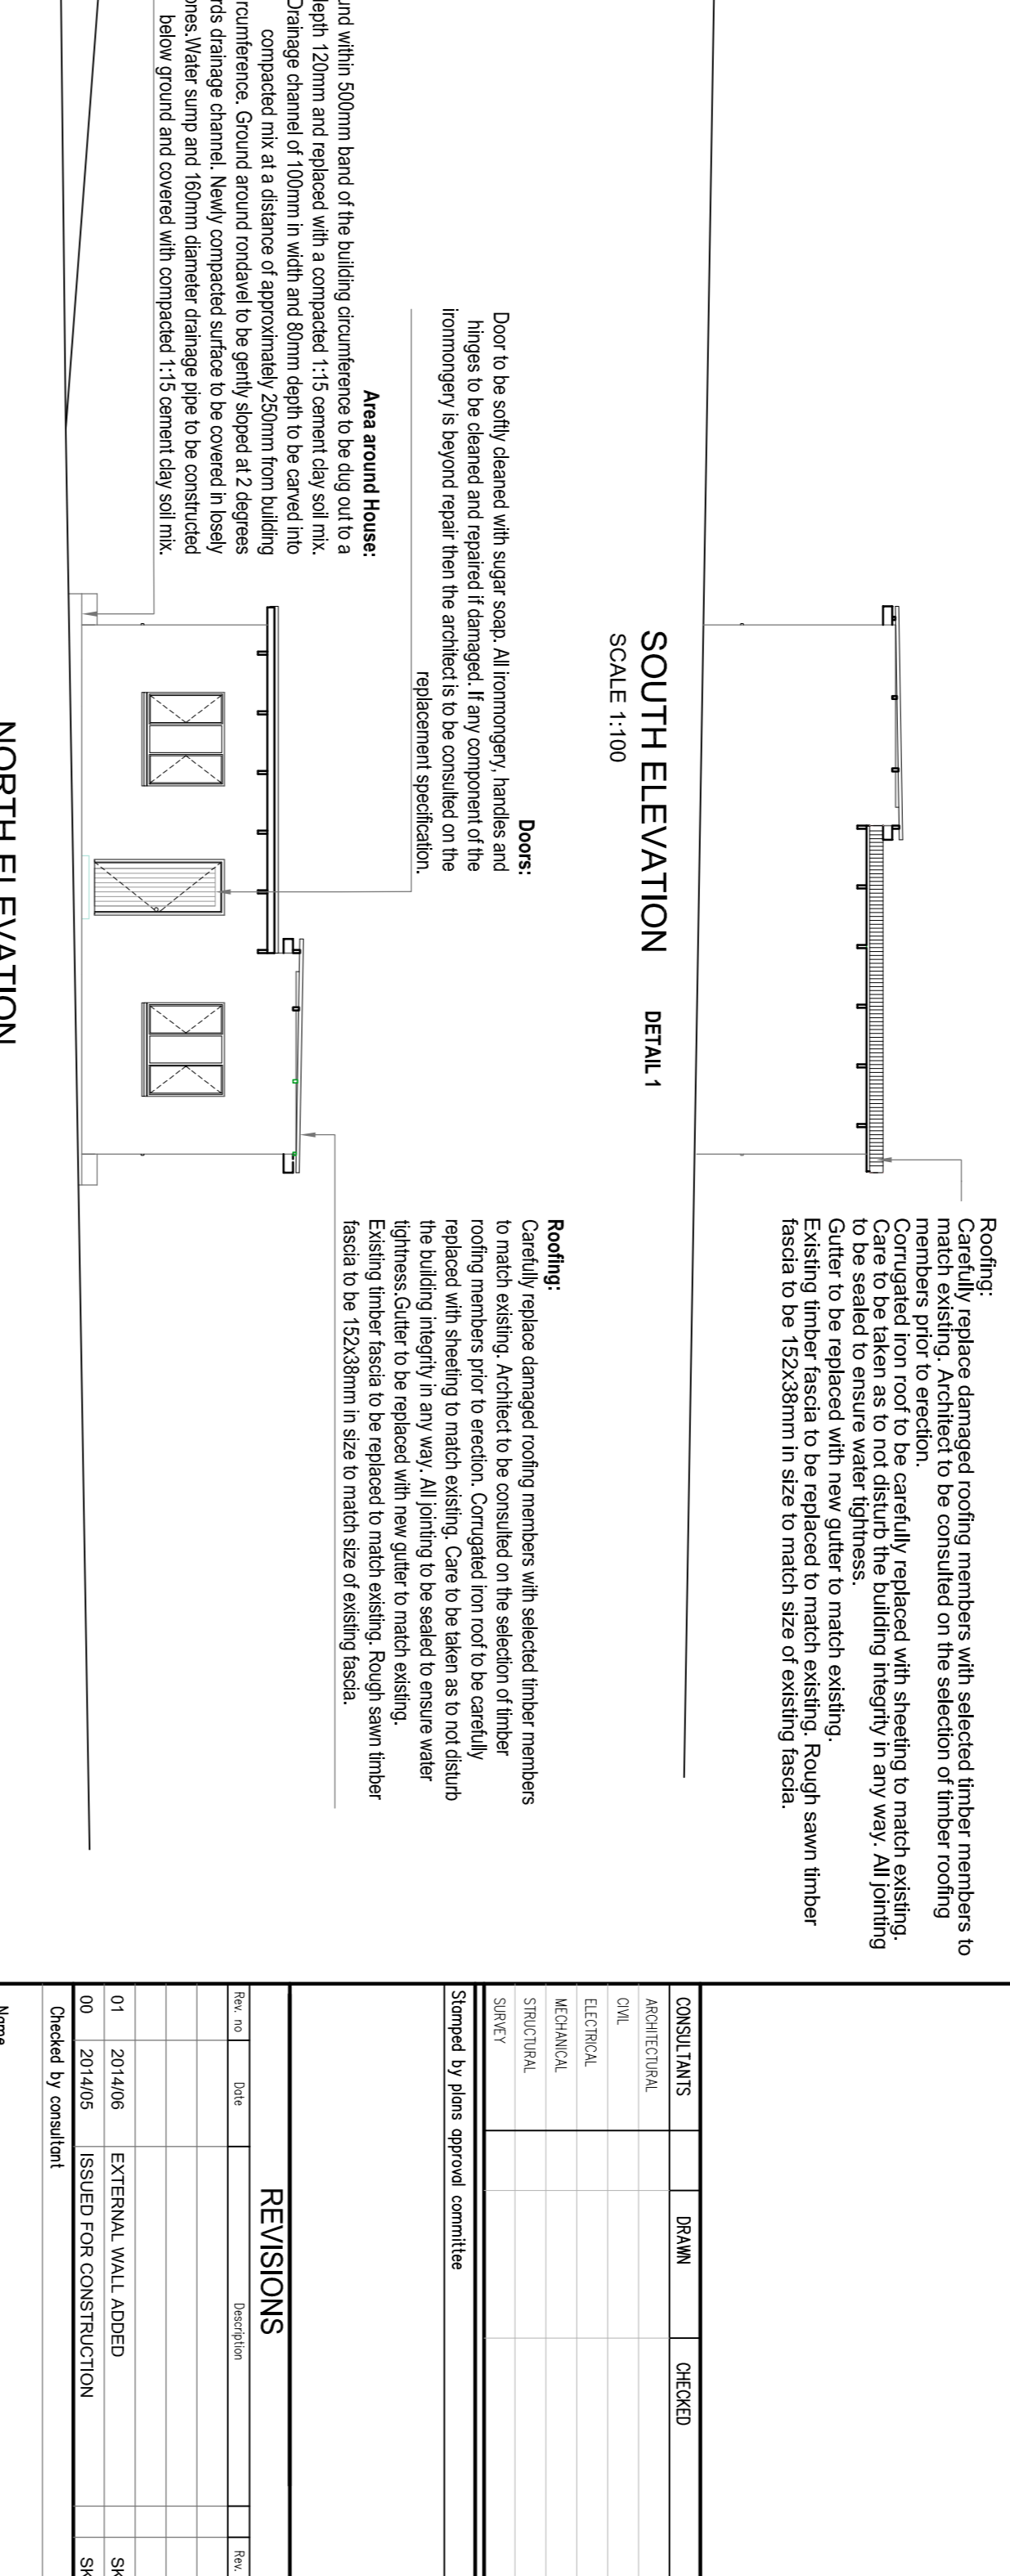 Roofing:
Carefully replace damaged roofing members with selected timber members to
match existing. Architect to be consulted on the selection of timber roofing
members prior to erection.
Corrugated iron roof to be carefully replaced with sheeting to match existing.
Care to be taken as to not disturb the building integrity in any way. All jointing
to be sealed to ensure water tightness.
Gutter to be replaced with new gutter to match existing.
Existing timber fascia to be replaced to match existing. Rough sawn timber
fascia to be 152x38mm in size to match size of existing fascia.
SOUTH ELEVATION
DETAIL 1
SCALE 1:100
Doors:
Door to be softly cleaned with sugar soap. All ironmongery, handles and
hinges to be cleaned and repaired if damaged. If any component of the
ironmongery is beyond repair then the architect is to be consulted on the
replacement specification.
Roofing:
Carefully replace damaged roofing members with selected timber members
to match existing. Architect to be consulted on the selection of timber
roofing members prior to erection. Corrugated iron roof to be carefully
replaced with sheeting to match existing. Care to be taken as to not disturb
the building integrity in any way. All jointing to be sealed to ensure water
tightness.Gutter to be replaced with new gutter to match existing.
Existing timber fascia to be replaced to match existing. Rough sawn timber
fascia to be 152x38mm in size to match size of existing fascia.
Area around House:
within 500mm band of the building circumference to be dug out to a
120mm and replaced with a compacted 1:15 cement clay soil mix.
Drainage channel of 100mm in width and 80mm depth to be carved into
compacted mix at a distance of approximately 250mm from building
Ground around rondavel to be gently sloped at 2 degrees
drainage channel. Newly compacted surface to be covered in losely
Water sump and 160mm diameter drainage pipe to be constructed
below ground and covered with compacted 1:15 cement clay soil mix.
NORTH ELEVATION
CONSULTANTS DRAWN CHECKED
ARCHITECTURAL
CIVIL
ELECTRICAL
MECHANICAL
STRUCTURAL
SURVEY
Stamped by plans approval committee
REVISIONS
Rev. no Date Description Rev.
01 2014/06 EXTERNAL WALL ADDED
00 2014/05 ISSUED FOR CONSTRUCTION
Checked by consultant
Name